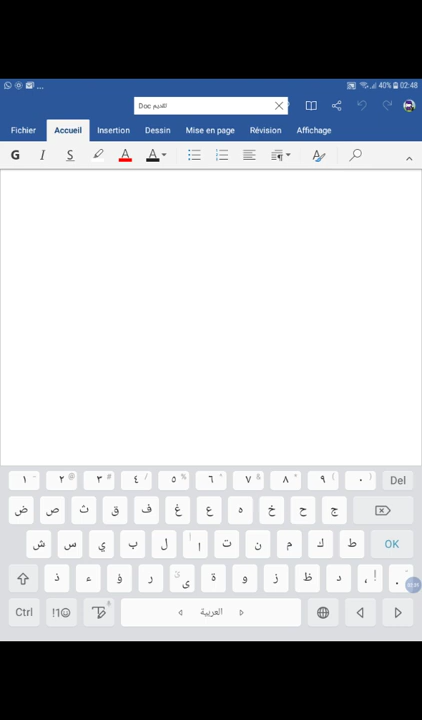 ... 40% 02:48
Doc تقديم
Fichier Accueil Insertion Dessin Mise en page Révision Affichage
G I S A A
١ ٢ @ ٣ # ٤ / ٥ % ٦ ٧ & ٨ * ٩ ( ٠ ) Del
ض ص ث ق ف غ ع ه خ ح ج
ش س ي ب ل ا ت ن م ك ط OK
ذ ء ؤ ر ى ة و ز ظ د ، ! .
Ctrl !1☺ T العربية